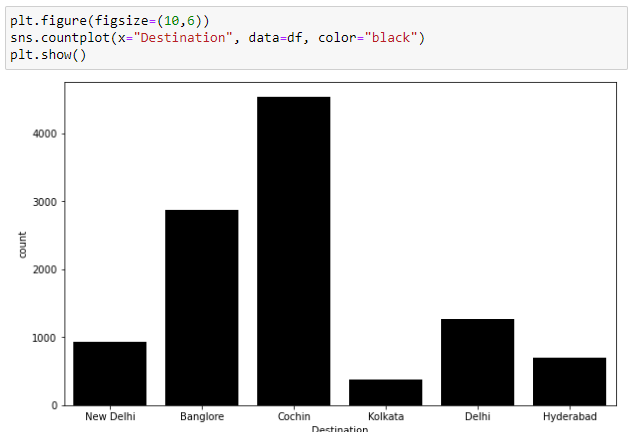 plt.figure(figsize=(10,6))
sns.countplot(x="Destination", data=df, color="black")
plt.show()
4000
3000
2000
1000
0
count
New Delhi Banglore Cochin Kolkata Delhi Hyderabad
Destination